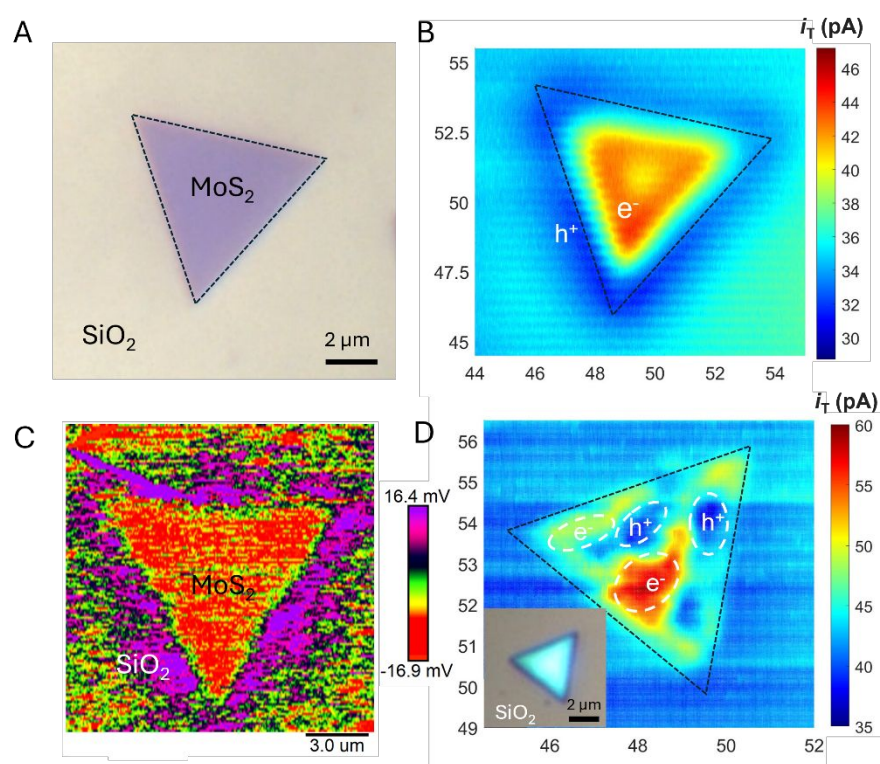 A
MoS₂
SiO₂
2 µm
B
iT (pA)
55
52.5
50
47.5
45
44 46 48 50 52 54
e⁻
h⁺
46
44
42
40
38
36
34
32
30
C
MoS₂
SiO₂
3.0 um
16.4 mV
-16.9 mV
D
iT (pA)
56
55
54
53
52
51
50
49
46 48 50 52
e⁻
h⁺
h⁺
e⁻
SiO₂
2 µm
60
55
50
45
40
35